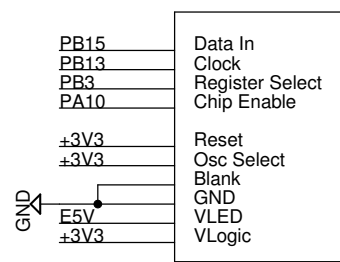 PB15 Data In
PB13 Clock
PB3 Register Select
PA10 Chip Enable
+3V3 Reset
+3V3 Osc Select
Blank
GND GND
E5V VLED
+3V3 VLogic